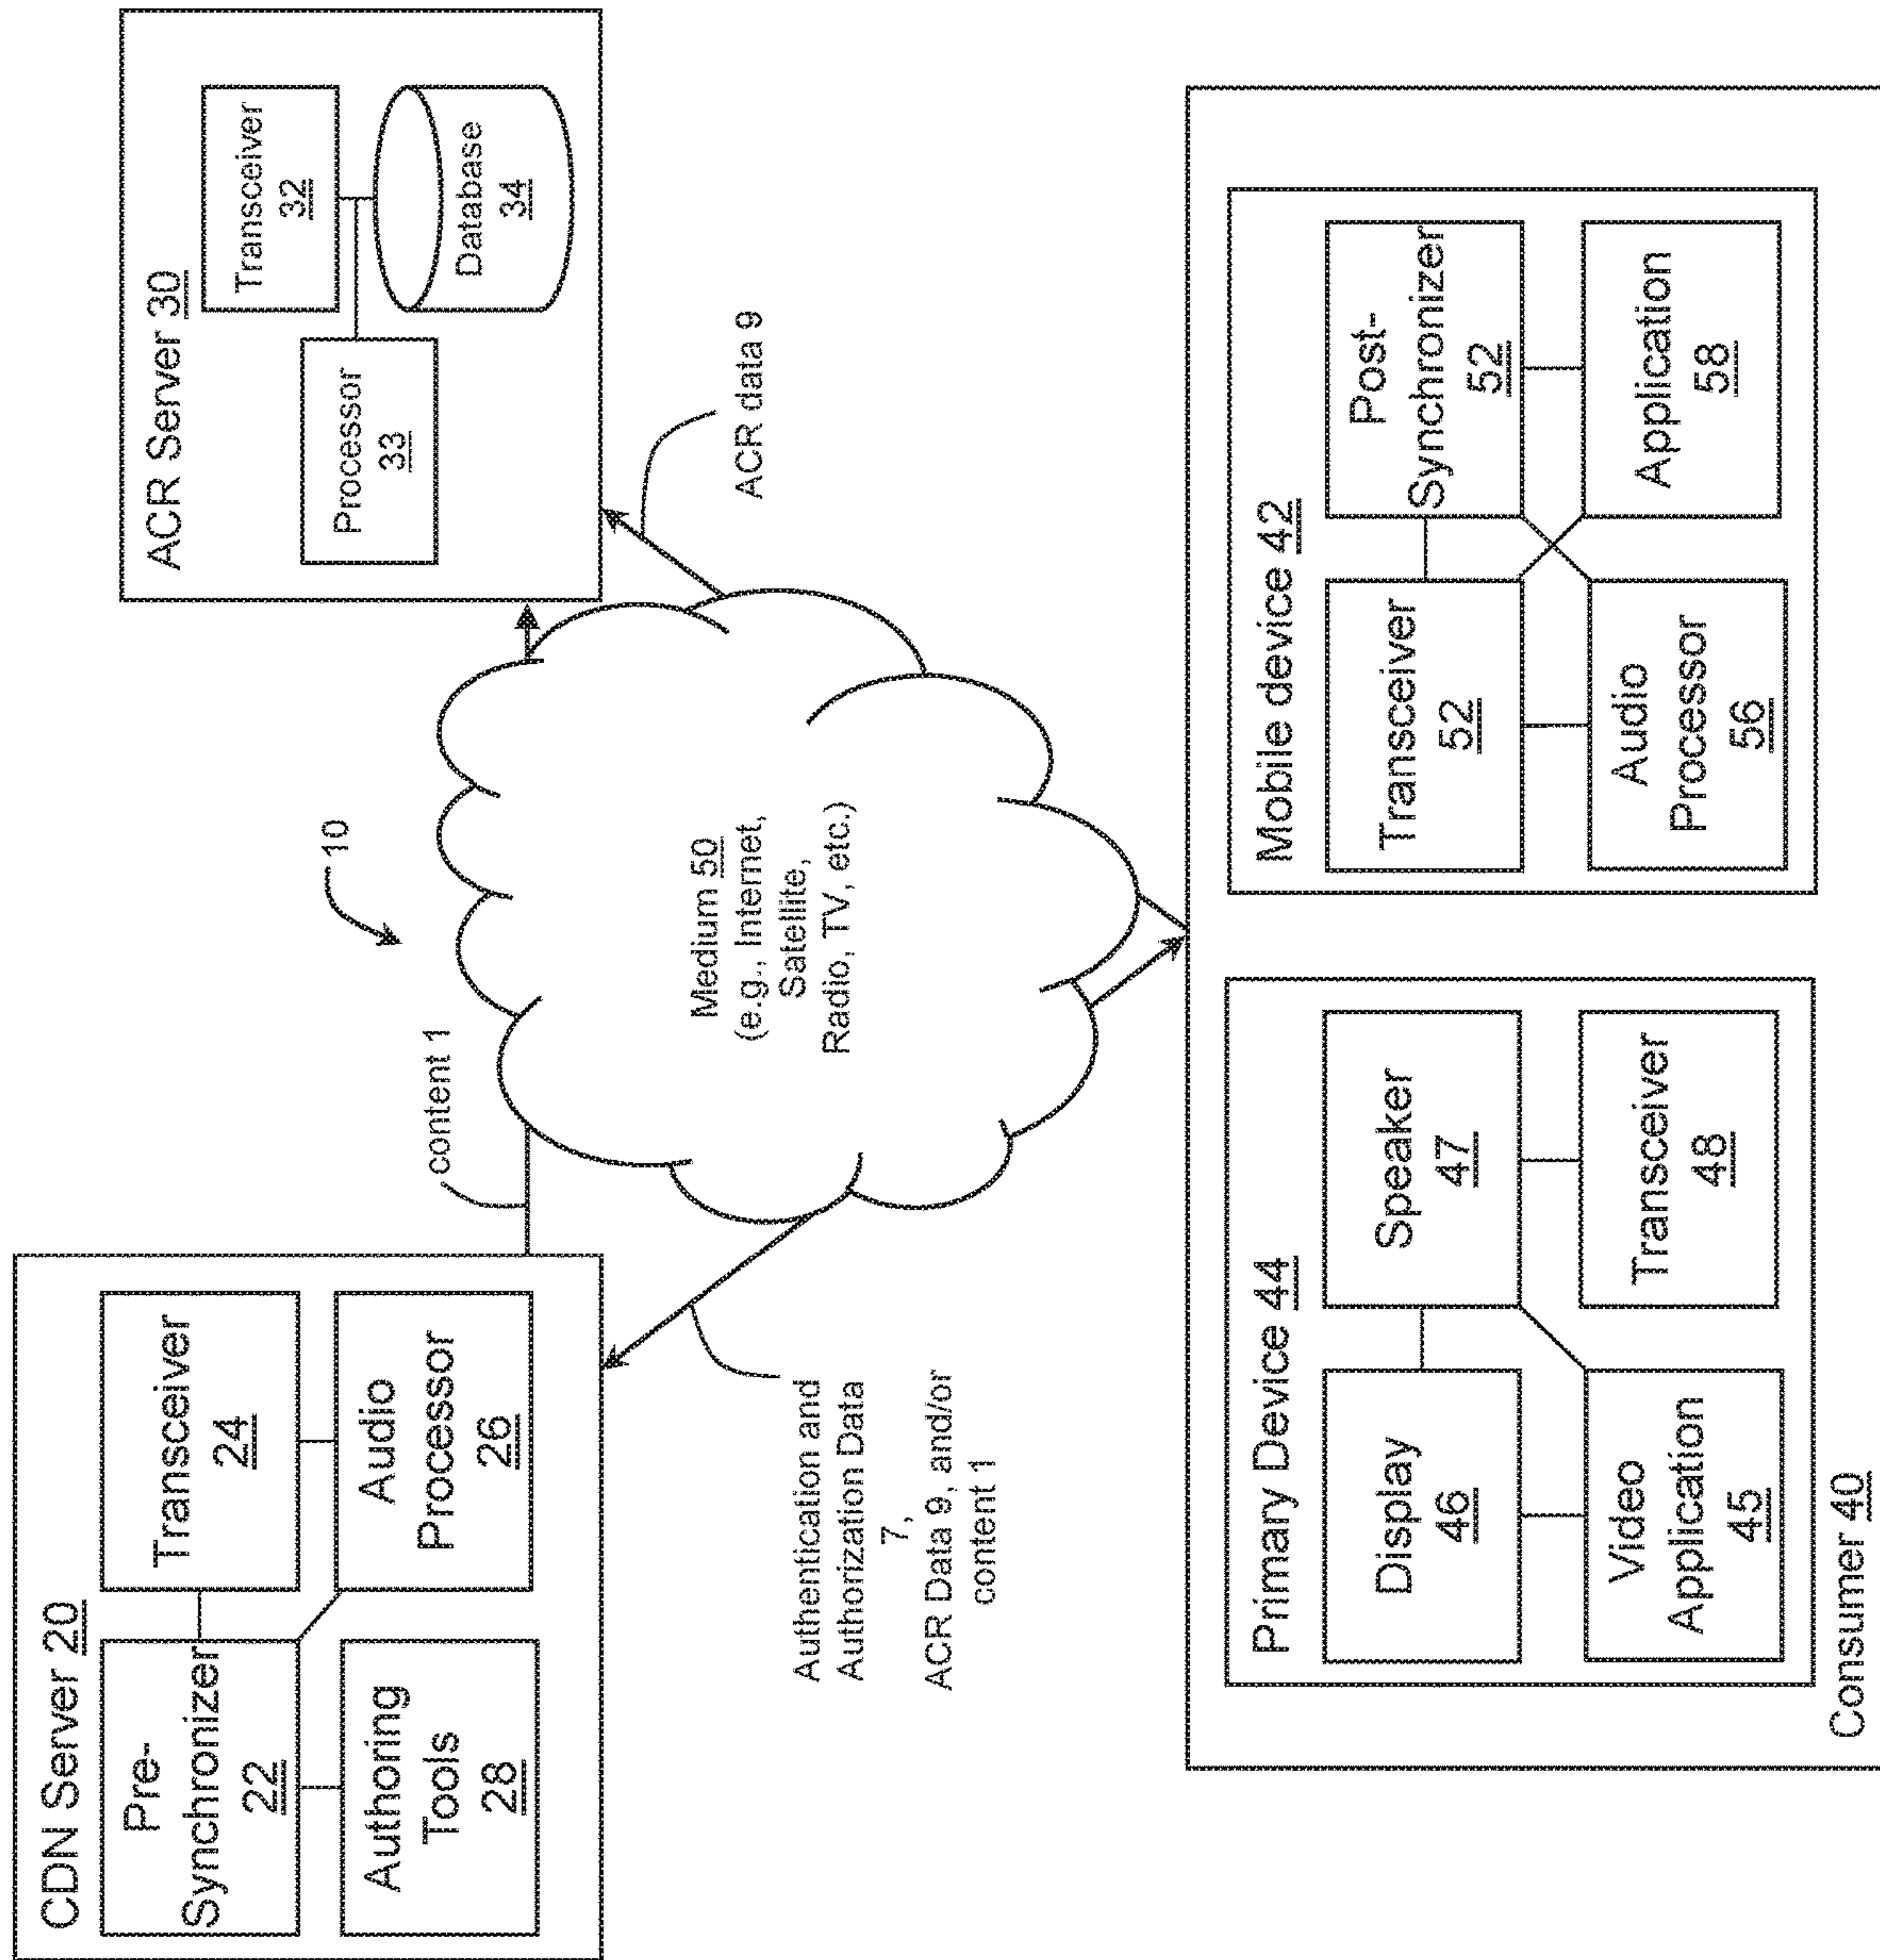 CDN Server 20
Pre-
Synchronizer
22
Transceiver
24
Authoring
Tools
28
Audio
Processor
26
content 1
10
ACR Server 30
Transceiver
32
Processor
33
Database
34
ACR data 9
Medium 50
(e.g., Internet,
Satellite,
Radio, TV, etc.)
Authentication and
Authorization Data
7,
ACR Data 9, and/or
content 1
Primary Device 44
Display
46
Speaker
47
Video
Application
45
Transceiver
48
Mobile device 42
Transceiver
52
Post-
Synchronizer
52
Audio
Processor
56
Application
58
Consumer 40